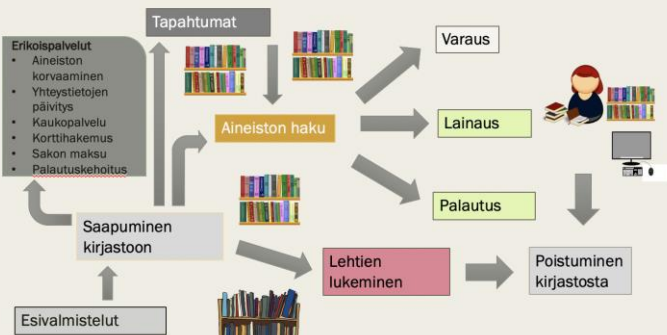 Tapahtumat
Varaus
Erikoispalvelut
• Aineiston
korvaaminen
• Yhteystietojen
päivitys
• Kaukopalvelu
• Korttihakemus
• Sakon maksu
• Palautuskehoitus
Aineiston haku
Lainaus
Palautus
Saapuminen
kirjastoon
Lehtien
lukeminen
Poistuminen
kirjastosta
Esivalmistelut